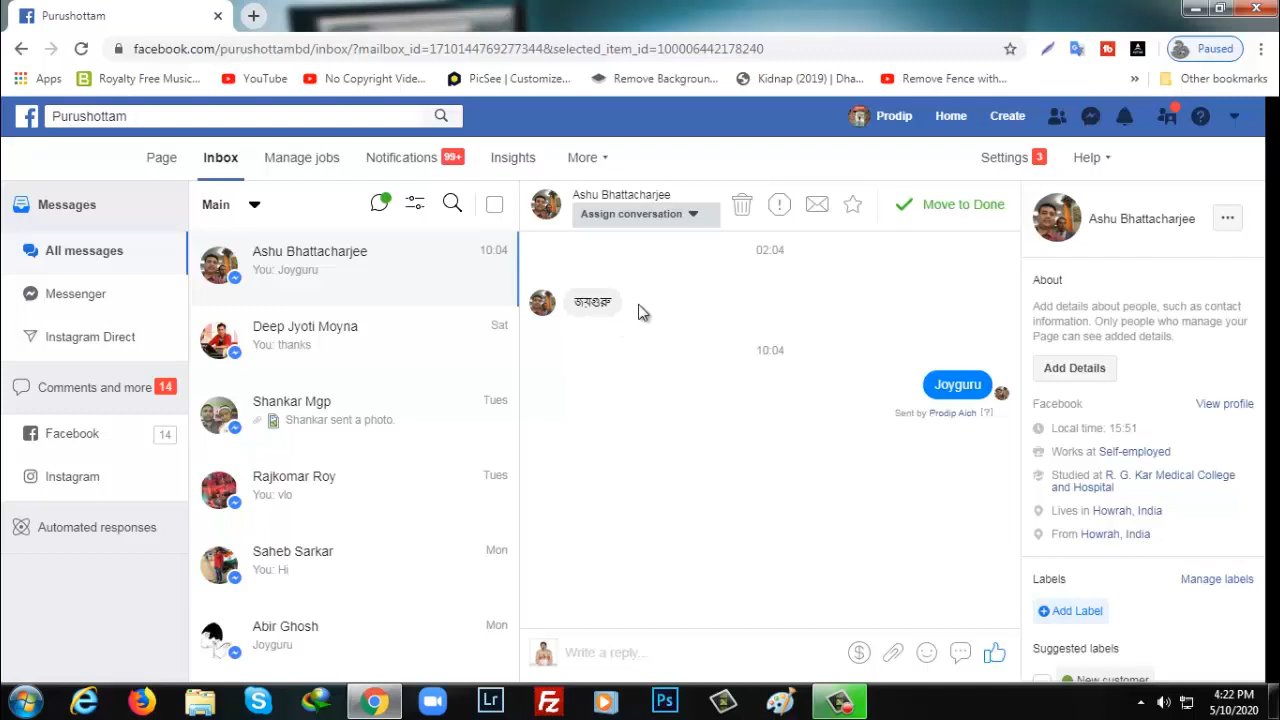 Purushottam
facebook.com/purushottambd/inbox/?mailbox_id=1710144769277344&selected_item_id=100006442178240
Paused
Apps
Royalty Free Music...
YouTube
No Copyright Vide...
PicSee | Customize...
Remove Backgroun...
Kidnap (2019) | Dha...
Remove Fence with...
»
Other bookmarks
Purushottam
Prodip
Home
Create
Page
Inbox
Manage jobs
Notifications 99+
Insights
More
Settings 3
Help
Messages
All messages
Messenger
Instagram Direct
Comments and more 14
Facebook 14
Instagram
Automated responses
Main
Ashu Bhattacharjee 10:04
You: Joyguru
Deep Jyoti Moyna Sat
You: thanks
Shankar Mgp Tues
Shankar sent a photo.
Rajkomar Roy Tues
You: vlo
Saheb Sarkar Mon
You: Hi
Abir Ghosh Mon
Joyguru
Ashu Bhattacharjee
Assign conversation
Move to Done
02:04
জয়গুরু
10:04
Joyguru
Sent by Prodip Aich [?]
Write a reply...
Ashu Bhattacharjee
About
Add details about people, such as contact
information. Only people who manage your
Page can see added details.
Add Details
Facebook View profile
Local time: 15:51
Works at Self-employed
Studied at R. G. Kar Medical College
and Hospital
Lives in Howrah, India
From Howrah, India
Labels Manage labels
Add Label
Suggested labels
New customer
Lr
Fz
Ps
4:22 PM
5/10/2020